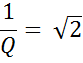 1/Q = √2